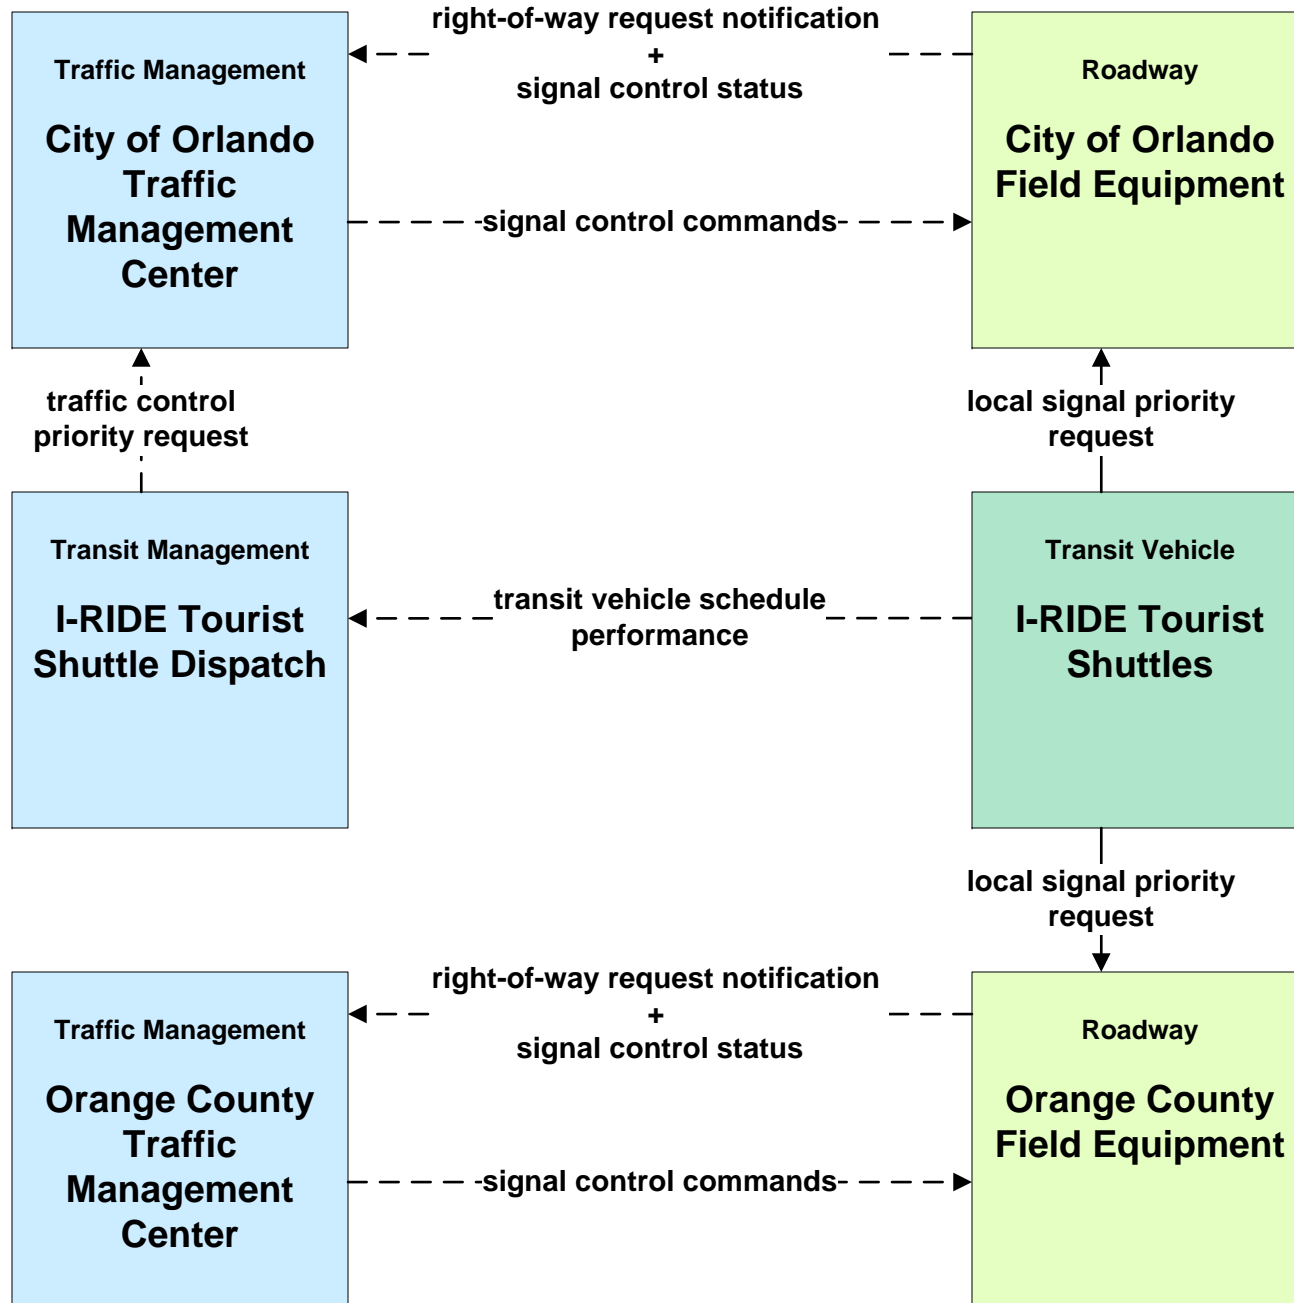 right-of-way request notification
+
signal control status
Traffic Management
City of Orlando
Traffic
Management
Center
Roadway
City of Orlando
Field Equipment
signal control commands
traffic control
priority request
local signal priority
request
Transit Management
I-RIDE Tourist
Shuttle Dispatch
transit vehicle schedule
performance
Transit Vehicle
I-RIDE Tourist
Shuttles
local signal priority
request
right-of-way request notification
+
signal control status
Traffic Management
Orange County
Traffic
Management
Center
Roadway
Orange County
Field Equipment
signal control commands